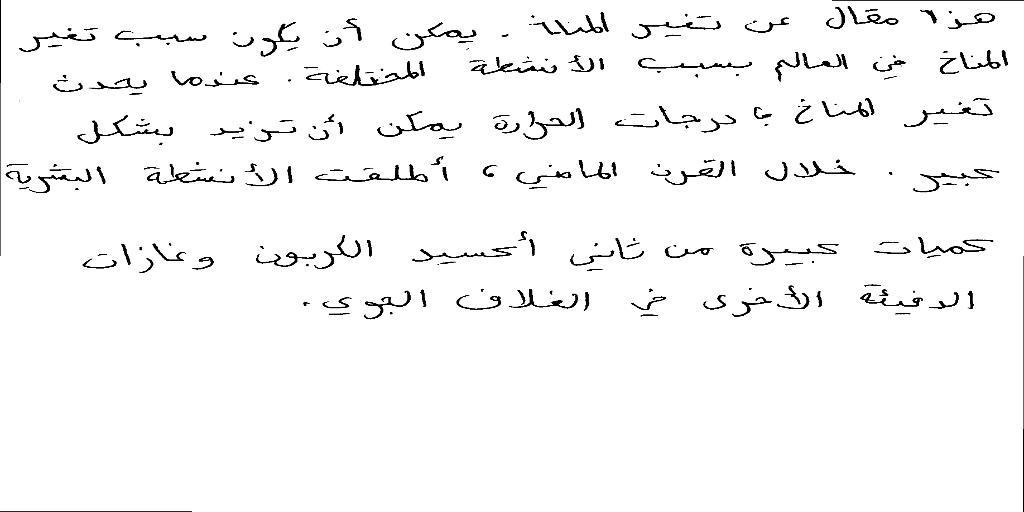 هذا مقال عن تغير المناخ. يمكن أن يكون سبب تغير
المناخ في العالم بسبب الأنشطة المختلفة. عندما يحدث
تغير المناخ، درجات الحرارة يمكن أن تزيد بشكل
كبير. خلال القرن الماضي، أطلقت الأنشطة البشرية
كميات كبيرة من ثاني أكسيد الكربون وغازات
الدفيئة الأخرى في الغلاف الجوي.